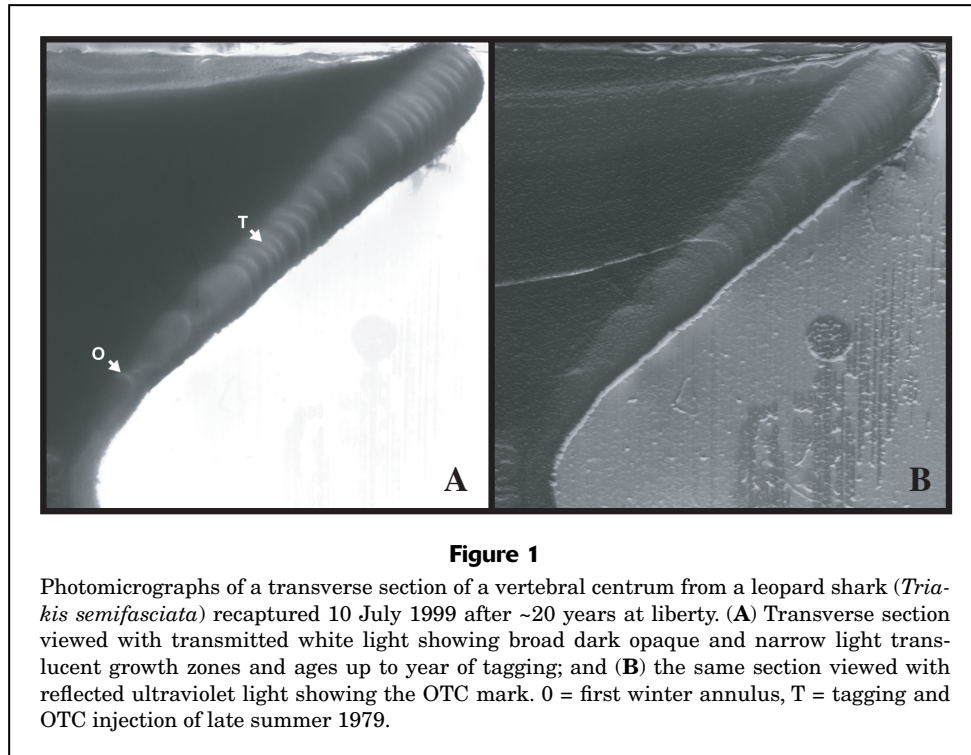 T
O
A
B
Figure 1
Photomicrographs of a transverse section of a vertebral centrum from a leopard shark (Tria-
kis semifasciata) recaptured 10 July 1999 after ~20 years at liberty. (A) Transverse section
viewed with transmitted white light showing broad dark opaque and narrow light trans-
lucent growth zones and ages up to year of tagging; and (B) the same section viewed with
reflected ultraviolet light showing the OTC mark. 0 = first winter annulus, T = tagging and
OTC injection of late summer 1979.